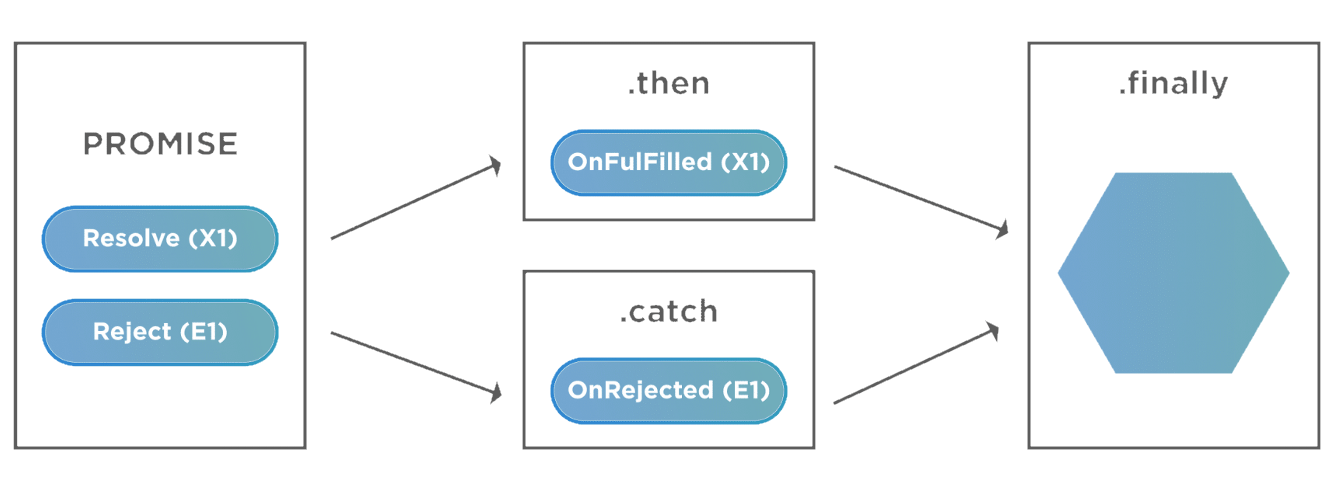 PROMISE
Resolve (X1)
Reject (E1)
.then
OnFulFilled (X1)
.catch
OnRejected (E1)
.finally